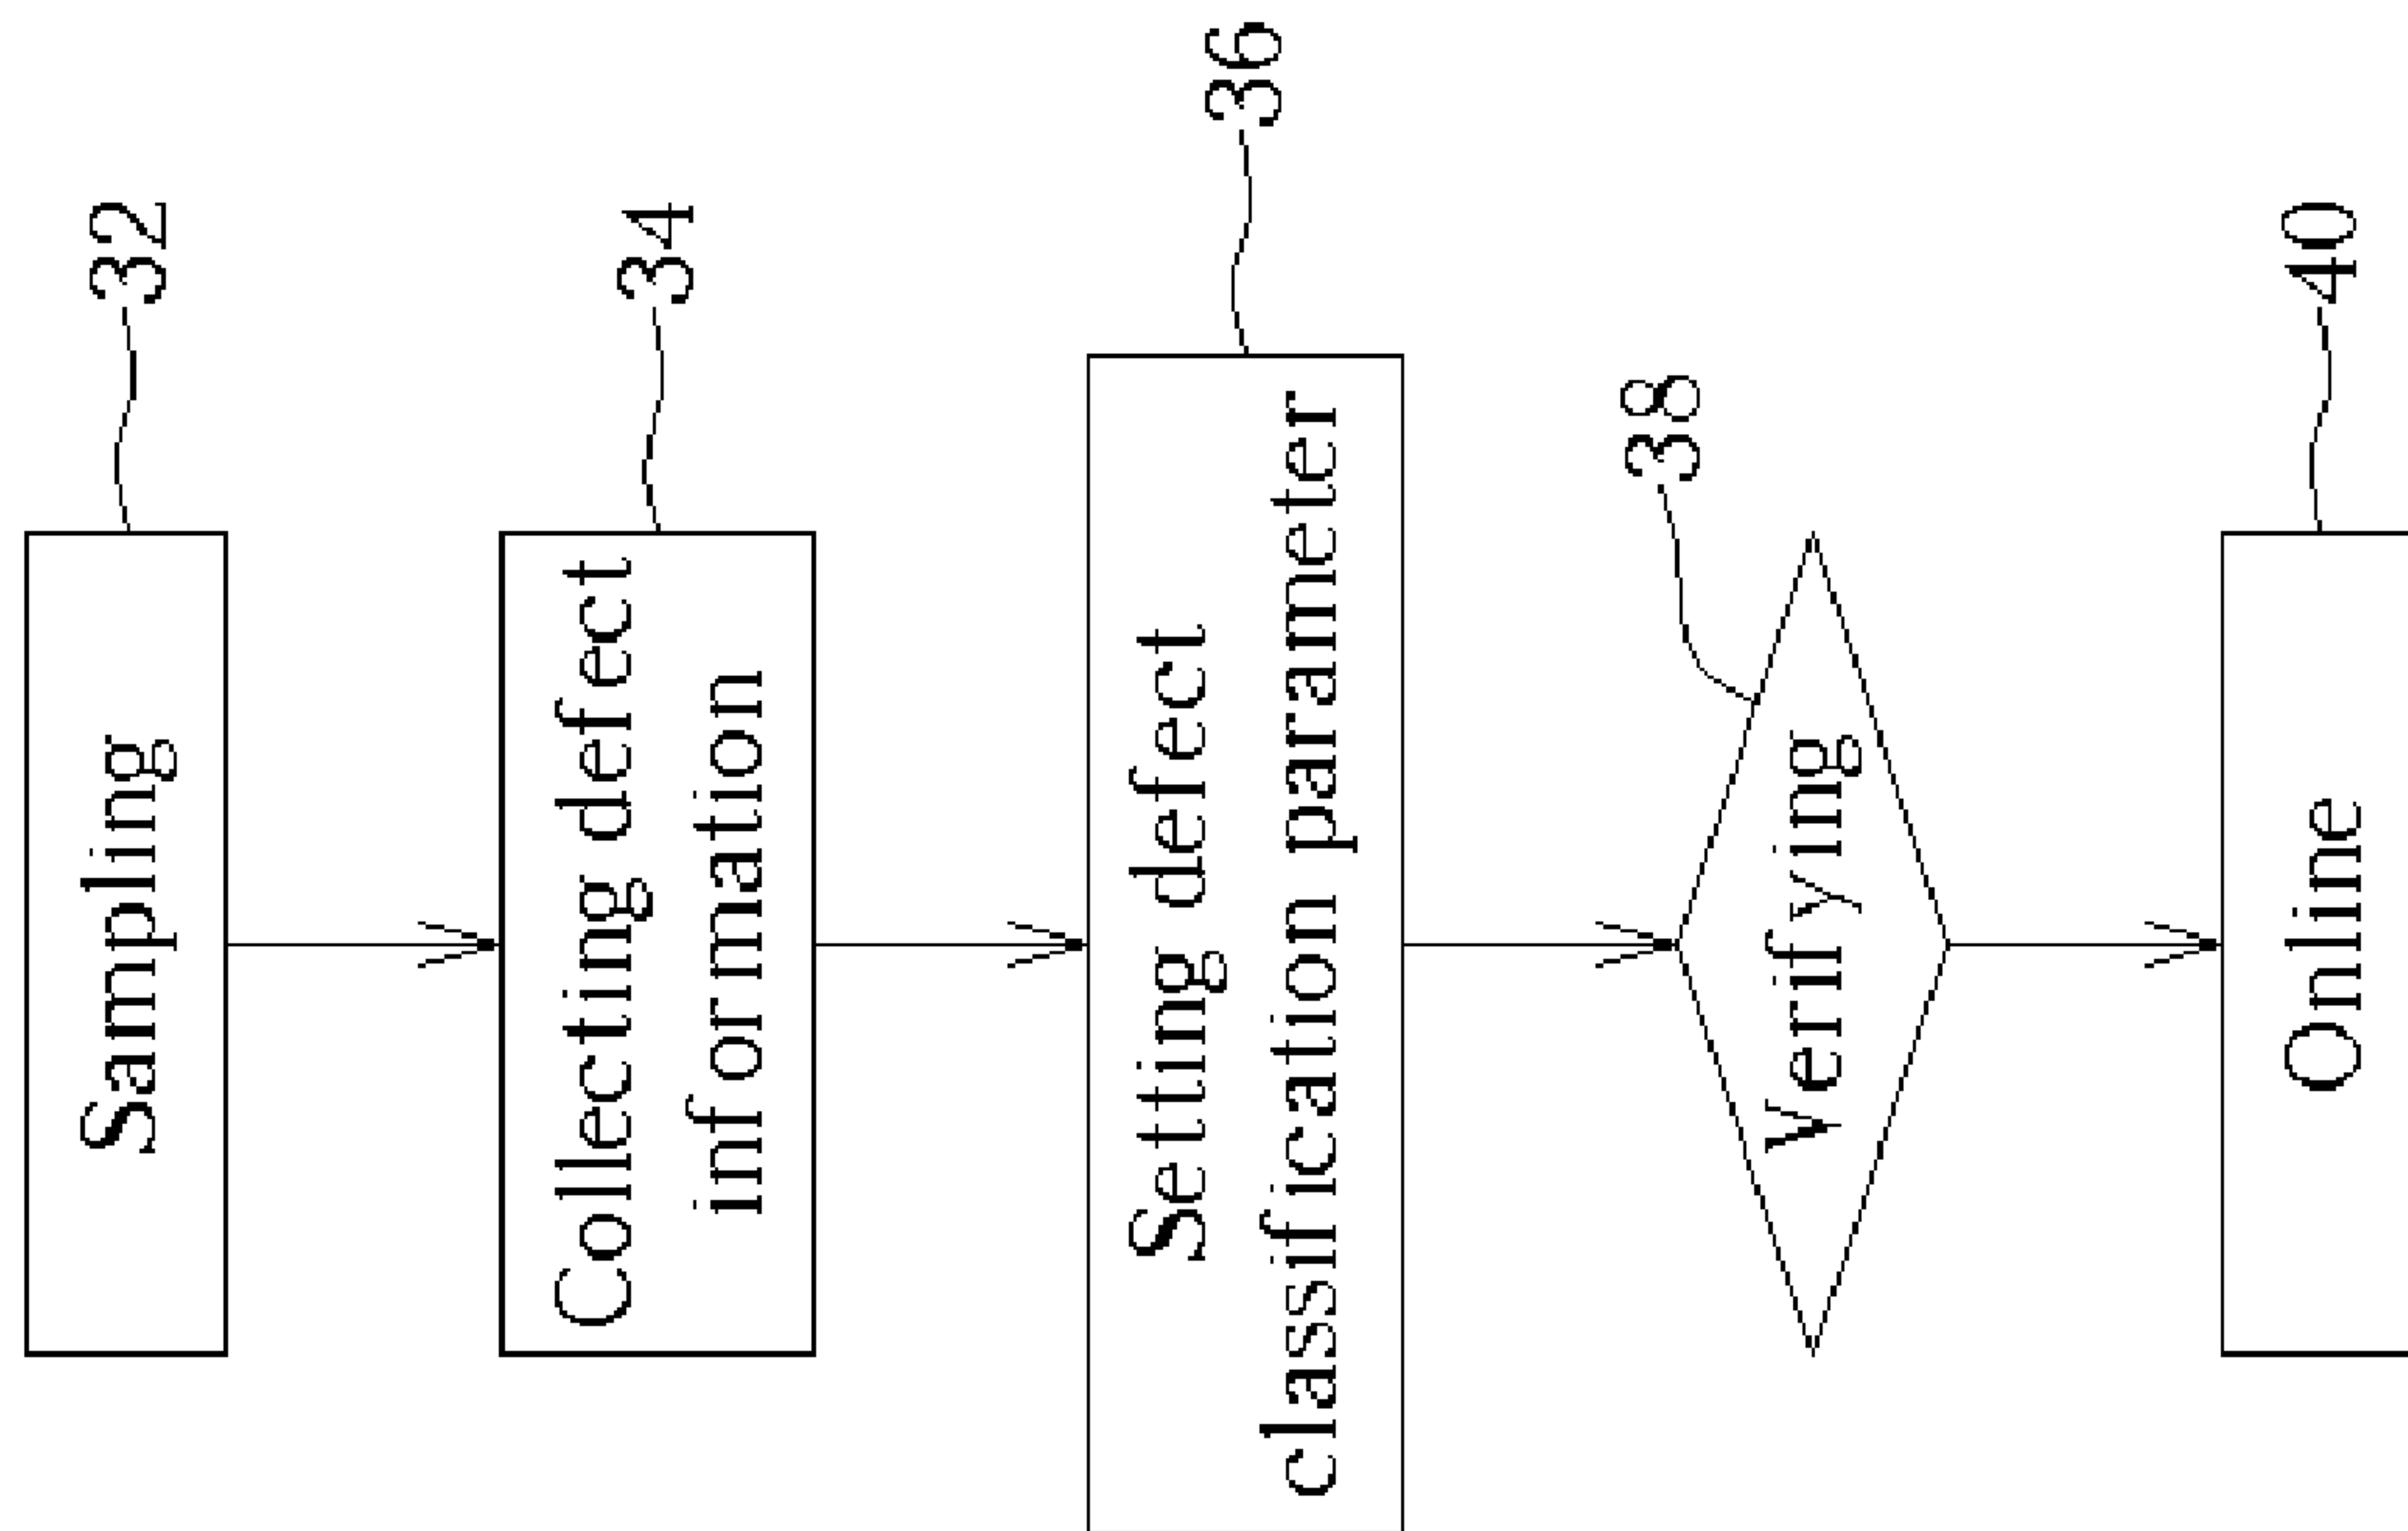 Sampling
32
Collecting defect
information
34
Setting defect
classification parameter
36
Verifying
38
Online
40